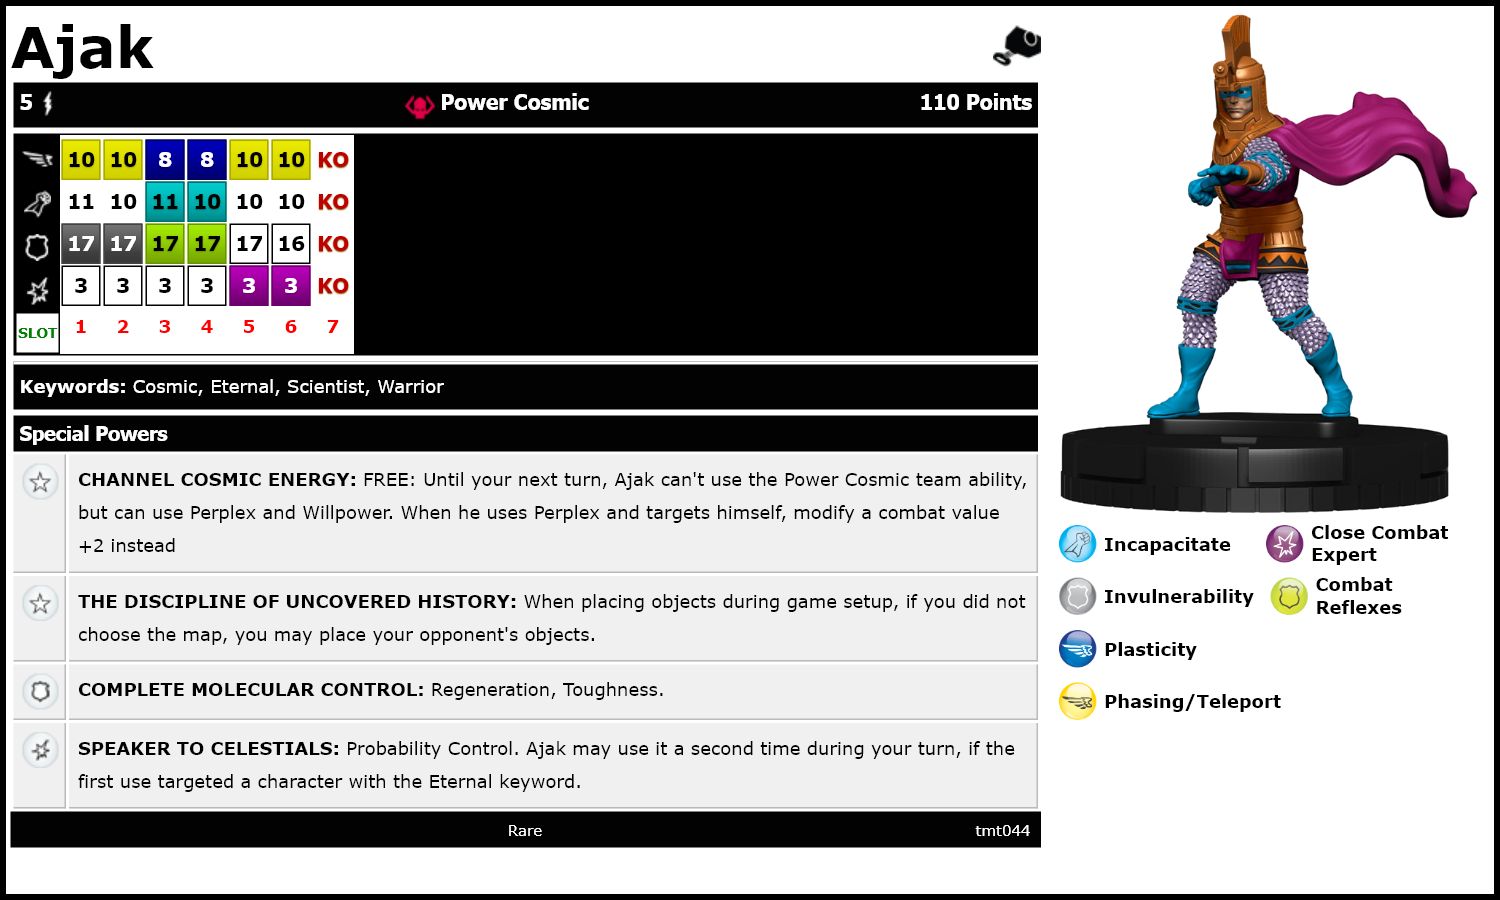 Ajak
5 Power Cosmic 110 Points
10 10 8 8 10 10 KO
11 10 11 10 10 10 KO
17 17 17 17 17 16 KO
3 3 3 3 3 3 KO
SLOT 1 2 3 4 5 6 7
Keywords: Cosmic, Eternal, Scientist, Warrior
Special Powers
CHANNEL COSMIC ENERGY: FREE: Until your next turn, Ajak can't use the Power Cosmic team ability,
but can use Perplex and Willpower. When he uses Perplex and targets himself, modify a combat value
+2 instead
THE DISCIPLINE OF UNCOVERED HISTORY: When placing objects during game setup, if you did not
choose the map, you may place your opponent's objects.
COMPLETE MOLECULAR CONTROL: Regeneration, Toughness.
SPEAKER TO CELESTIALS: Probability Control. Ajak may use it a second time during your turn, if the
first use targeted a character with the Eternal keyword.
Rare tmt044
Incapacitate
Close Combat
Expert
Invulnerability
Combat
Reflexes
Plasticity
Phasing/Teleport